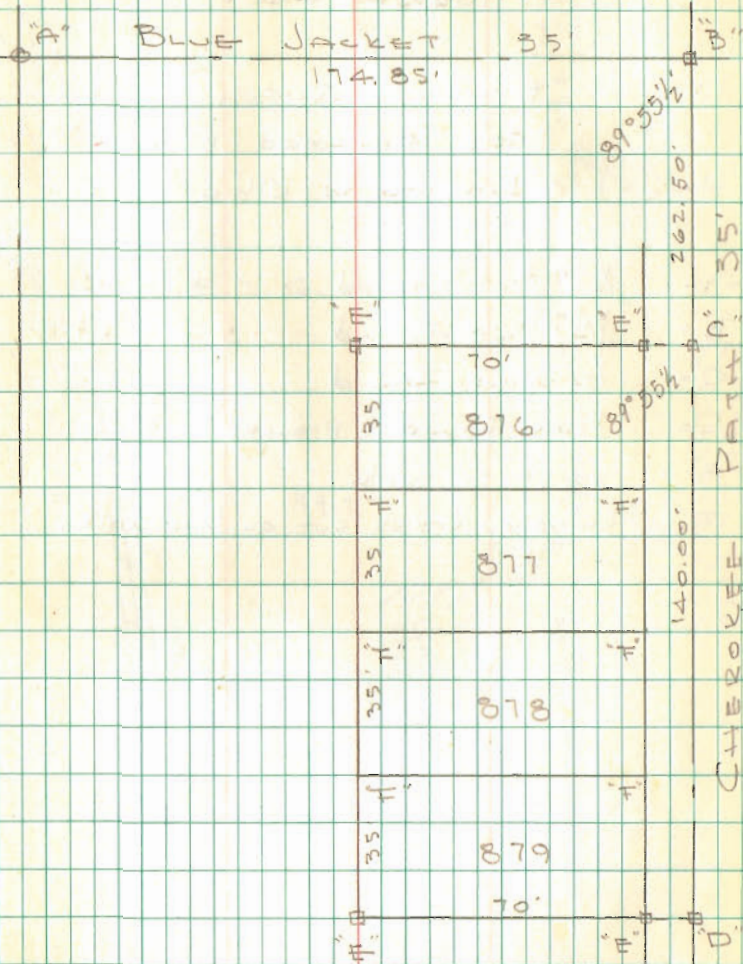 "A" BLUE JACKET 35' "B"
174.85'
89°55½'
262.50'
"E" "E" "C"
70'
35 876 89°55½
"F" "F"
35 877
140.00'
"F" "F"
35' 878
"F" "F"
35' 879
70'
"E" "E" "D"
CHEROKEE PATH 35'